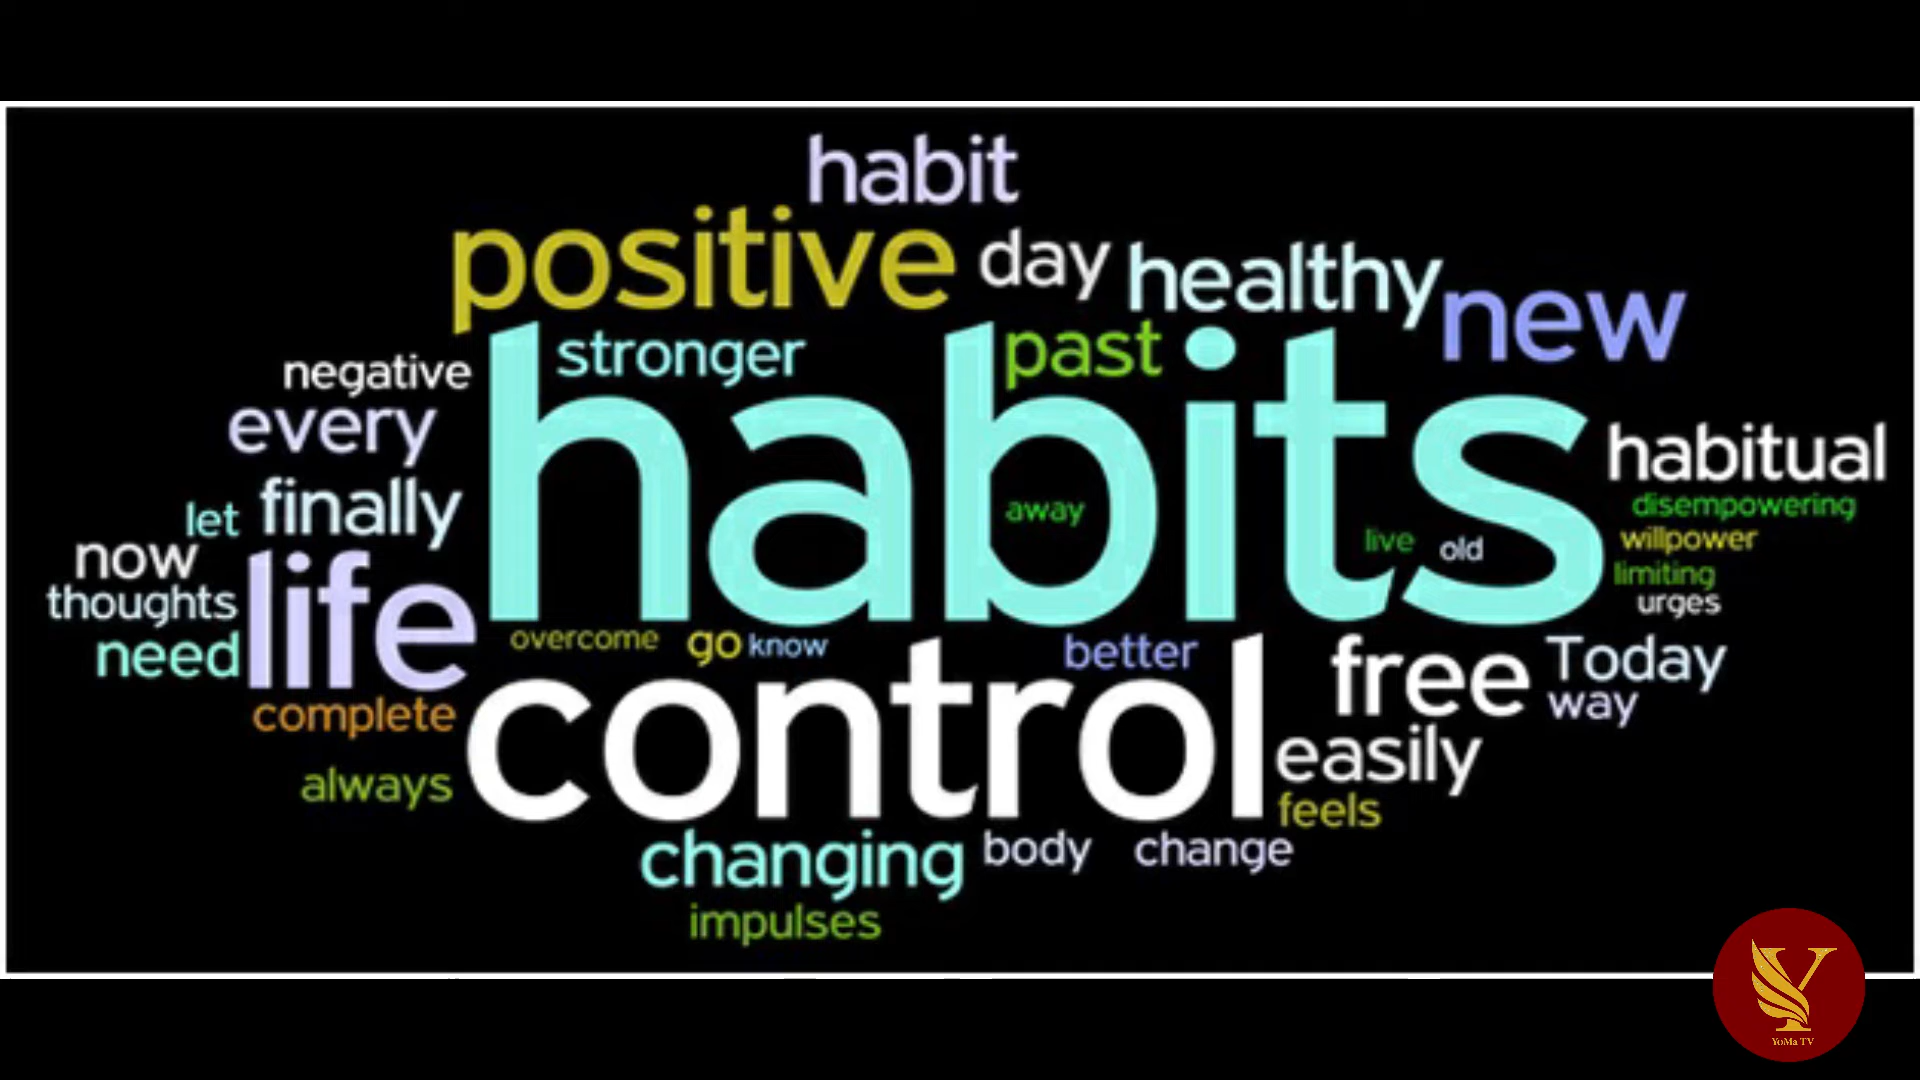 habit
positive day healthy new
stronger past
negative
every
habits
habitual
disempowering
let finally
away
live old
willpower
now
limiting
thoughts life
urges
need
overcome go know better
free Today
complete
control
way
easily
always
feels
changing body change
impulses
YoMa TV